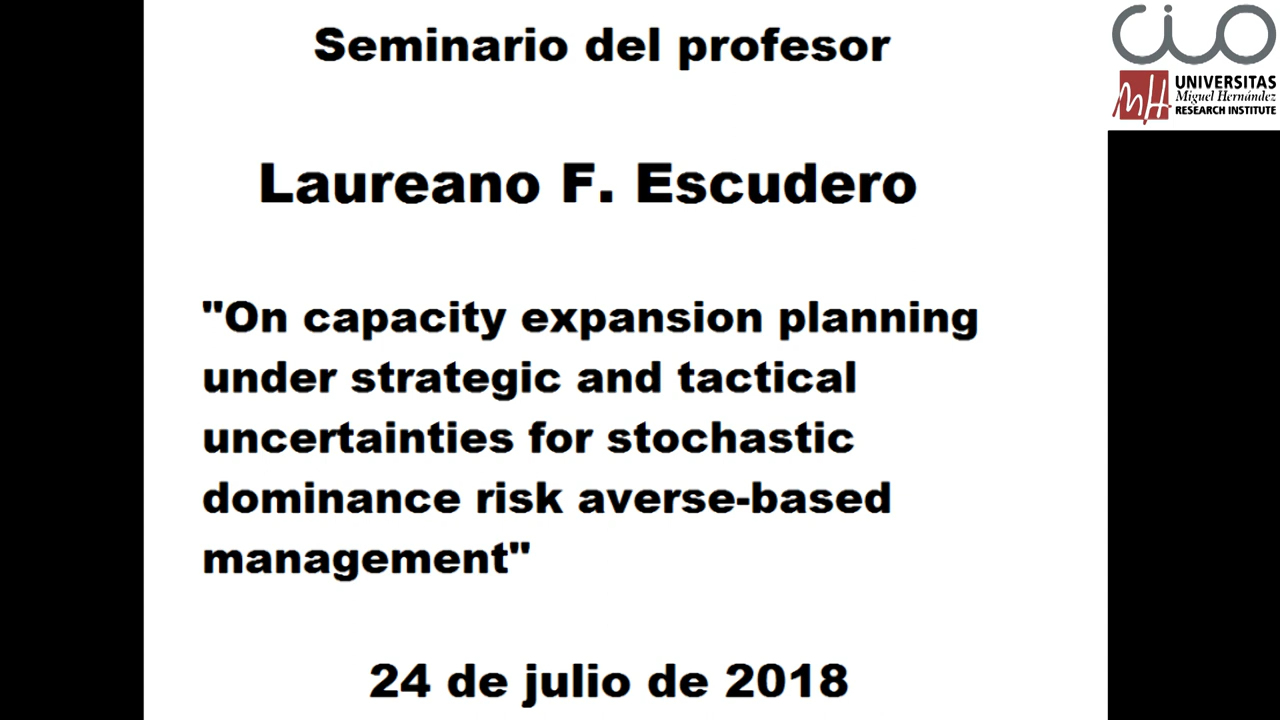 Seminario del profesor
Laureano F. Escudero
"On capacity expansion planning
under strategic and tactical
uncertainties for stochastic
dominance risk averse-based
management"
24 de julio de 2018
CIO
MH
UNIVERSITAS
Miguel Hernández
RESEARCH INSTITUTE